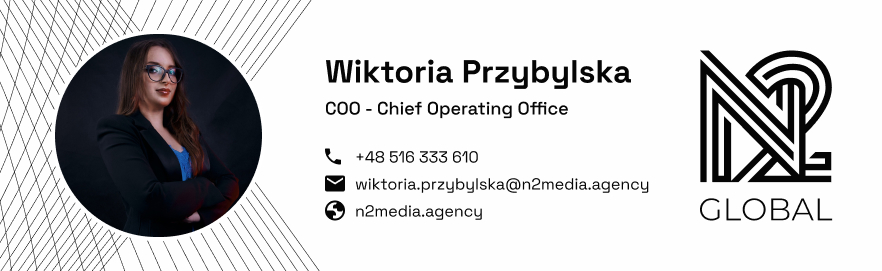 Wiktoria Przybylska
COO - Chief Operating Office
+48 516 333 610
wiktoria.przybylska@n2media.agency
n2media.agency
N2
GLOBAL